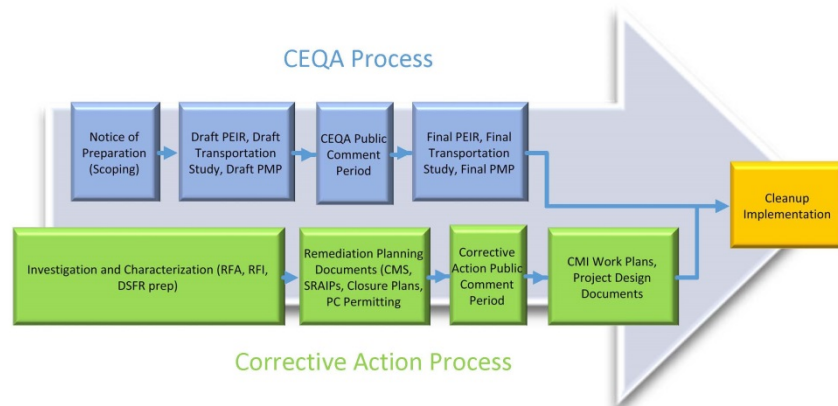 CEQA Process
Notice of
Preparation
(Scoping)
Draft PEIR, Draft
Transportation
Study, Draft PMP
CEQA Public
Comment
Period
Final PEIR, Final
Transportation
Study, Final PMP
Cleanup
Implementation
Investigation and Characterization (RFA, RFI,
DSFR prep)
Remediation Planning
Documents (CMS,
SRAIPs, Closure Plans,
PC Permitting
Corrective
Action Public
Comment
Period
CMI Work Plans,
Project Design
Documents
Corrective Action Process